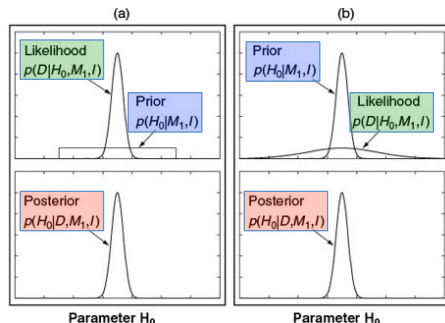 (a)
Likelihood
p(D|H₀,M₁,I)
Prior
p(H₀|M₁,I)
Posterior
p(H₀|D,M₁,I)
Parameter H₀
(b)
Prior
p(H₀|M₁,I)
Likelihood
p(D|H₀,M₁,I)
Posterior
p(H₀|D,M₁,I)
Parameter H₀